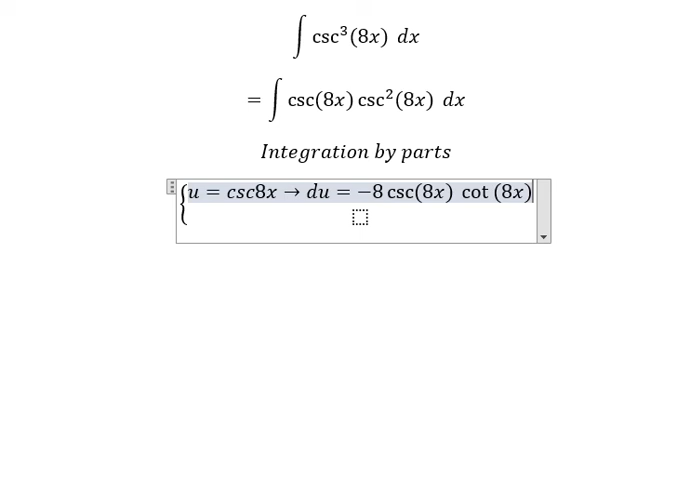 ∫ csc³(8x) dx
= ∫ csc(8x) csc²(8x) dx
Integration by parts
{u = csc8x → du = −8 csc(8x) cot (8x)